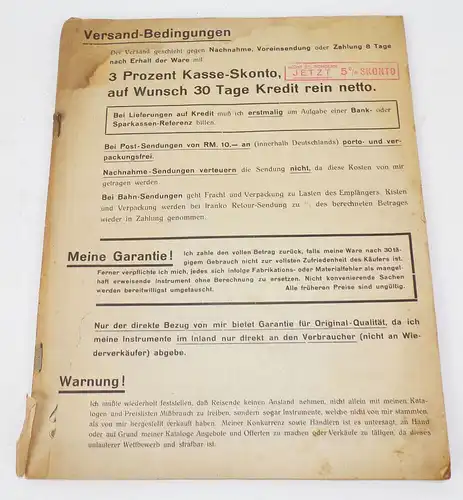 Versand-Bedingungen
Der Versand geschieht gegen Nachnahme, Voreinsendung oder Zahlung 8 Tage
nach Erhalt der Ware mit
3 Prozent Kasse-Skonto, JETZT 5% SKONTO
auf Wunsch 30 Tage Kredit rein netto.
Bei Lieferungen auf Kredit muß ich erstmalig um Aufgabe einer Bank- oder
Sparkassen-Referenz bitten.
Bei Post-Sendungen von RM. 10.— an (innerhalb Deutschlands) porto- und ver-
packungsfrei.
Nachnahme-Sendungen verteuern die Sendung nicht, da diese Kosten von mir
getragen werden.
Bei Bahn-Sendungen geht Fracht und Verpackung zu Lasten des Empfängers. Kisten
und Verpackung werden bei franko Retour-Sendung zu des berechneten Betrages
wieder in Zahlung genommen.
Meine Garantie! Ich zahle den vollen Betrag zurück, falls meine Ware nach 30tä-
gigem Gebrauch nicht zur vollsten Zufriedenheit des Käufers ist.
Ferner verpflichte ich mich, jedes sich infolge Fabrikations- oder Materialfehler als mangel-
haft erweisende Instrument ohne Berechnung zu ersetzen. Nicht konvenierende Sachen
werden bereitwilligst umgetauscht. Alle früheren Preise sind ungültig.
Nur der direkte Bezug von mir bietet Garantie für Original-Qualität, da ich
meine Instrumente im Inland nur direkt an den Verbraucher (nicht an Wie-
derverkäufer) abgebe.
Warnung!
Ich mußte wiederholt feststellen, daß Reisende keinen Anstand nehmen, nicht allein mit meinen Kata-
logen und Preislisten Mißbrauch zu treiben, sondern sogar Instrumente, welche nicht von mir stammten,
als von mir hergestellt verkauft haben. Meiner Konkurrenz sowie Händlern ist es untersagt, an Hand
oder auf Grund meiner Kataloge Angebote und Offerten zu machen oder Verkäufe zu tätigen, da dieses
unlauterer Wettbewerb und strafbar ist.